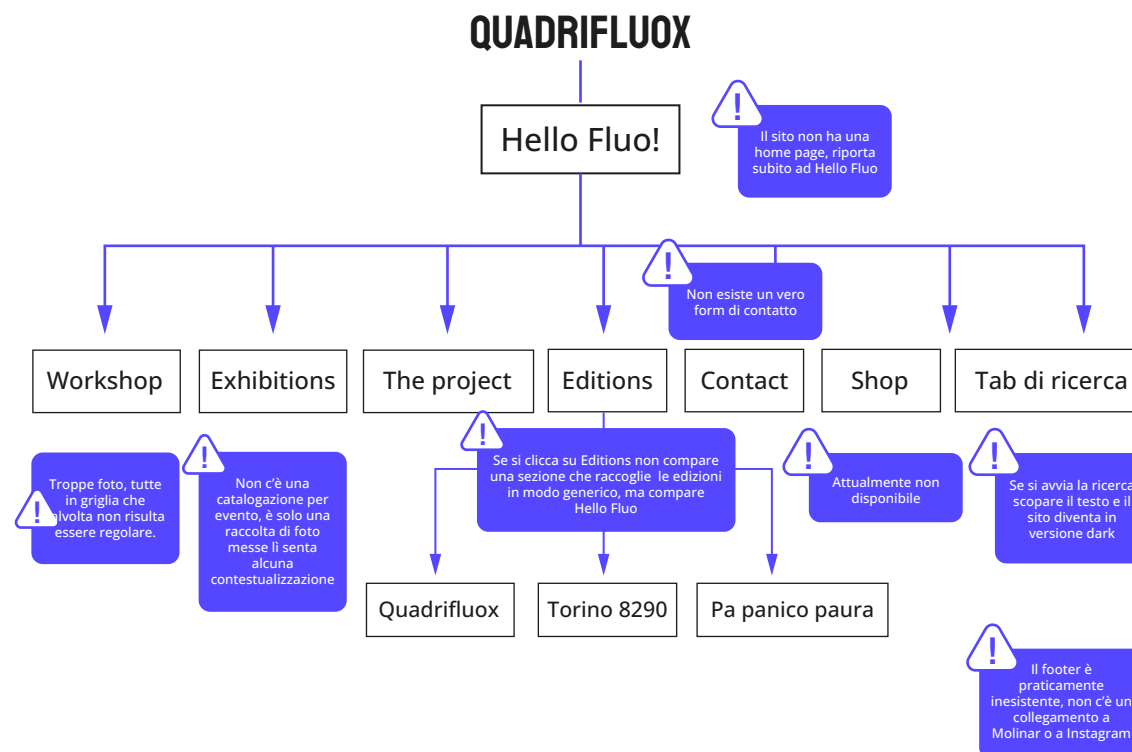 QUADRIFLUOX
Hello Fluo!
!
Il sito non ha una
home page, riporta
subito ad Hello Fluo
!
Non esiste un vero
form di contatto
Workshop
Exhibitions
The project
Editions
Contact
Shop
Tab di ricerca
!
Troppe foto, tutte
in griglia che
alvolta non risulta
essere regolare.
!
Non c'è una
catalogazione per
evento, è solo una
raccolta di foto
messe lì senta
alcuna
contestualizzazione
!
Se si clicca su Editions non compare
una sezione che raccoglie le edizioni
in modo generico, ma compare
Hello Fluo
!
Attualmente non
disponibile
!
Se si avvia la ricerca
scopare il testo e il
sito diventa in
versione dark
Quadrifluox
Torino 8290
Pa panico paura
!
Il footer è
praticamente
inesistente, non c'è un
collegamento a
Molinar o a Instagram